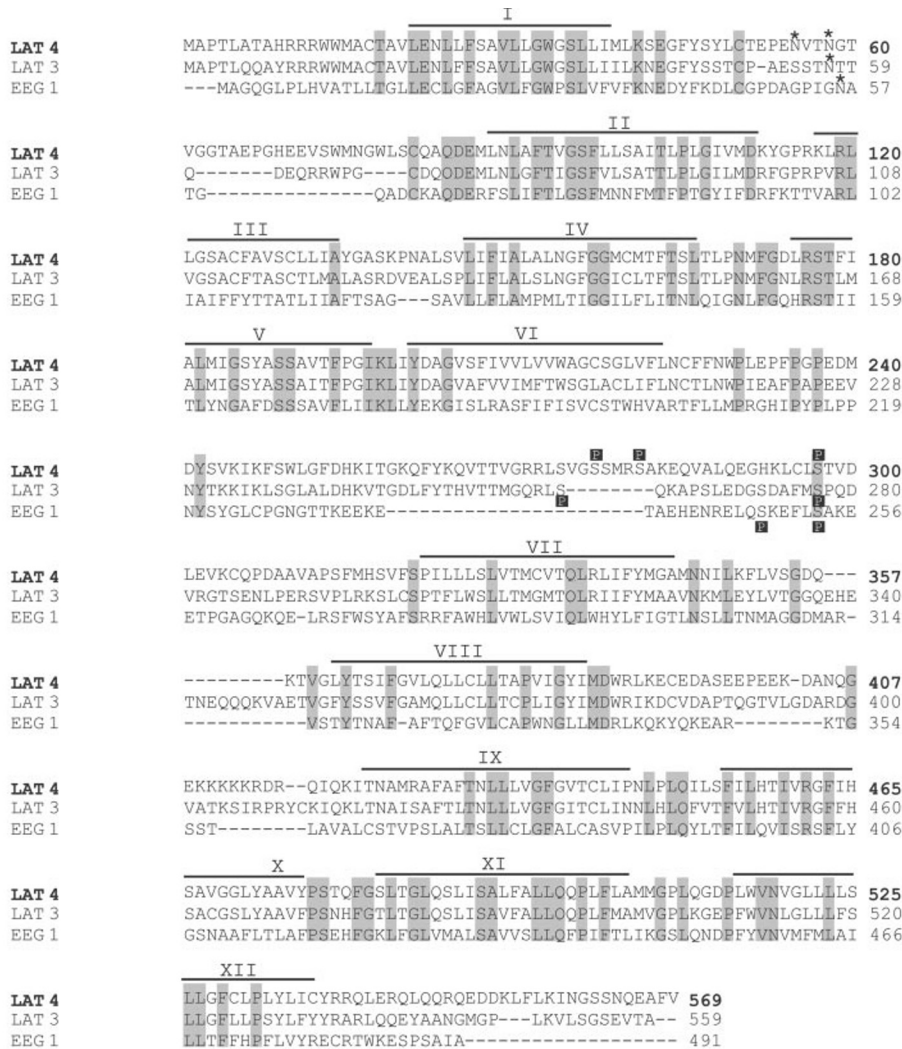 I
* *
LAT 4 MAPTLATAHRRRWWMACTAVLENLLFSAVLLGWGSLLIMLKSEGFYSYLCTEPENVTNGT 60
*
LAT 3 MAPTLQQAYRRRWWMACTAVLENLFFSAVLLGWGSLLIILKNEGFYSSTCP-AESSTNTT 59
*
EEG 1 ---MAGQGLPLHVATLLTGLLECLGFAGVLFGWPSLVFVFKNEDYFKDLCGPDAGPIGNA 57
II
LAT 4 VGGTAEPGHEEVSWMNGWLSCQAQDEMLNLAFTVGSFLLSAITLPLGIVMDKYGPRKLRL 120
LAT 3 Q-------DEQRRWPG----CDQQDEMLNLGFTIGSFVLSATTLPLGILMDRFGPRPVRL 108
EEG 1 TG---------------QADCKAQDERFSLIFTLGSFMNNFMTFPTGYIFDRFKTTVARL 102
III IV
LAT 4 LGSACFAVSCLLIAYGASKPNALSVLIFIALALNGFGGMCMTFTSLTLPNMFGDLRSTFI 180
LAT 3 VGSACFTASCTLMALASRDVEALSPLIFLALSLNGFGGICLTFTSLTLPNMFGNLRSTLM 168
EEG 1 IAIFFYTTATLIIAFTSAG---SAVLLFLAMPMLTIGGILFLITNLQIGNLFGQHRSTII 159
V VI
LAT 4 ALMIGSYASSAVTFPGIKLIYDAGVSFIVVLVVWAGCSGLVFLNCFFNWPLEPFPGPEDM 240
LAT 3 ALMIGSYASSAITFPGIKLIYDAGVAFVVIMFTWSGLACLIFLNCTLNWPIEAFPAPEEV 228
EEG 1 TLYNGAFDSSSAVFLIIKLLYEKGISLRASFIFISVCSTWHVARTFLLMPRGHIPYPLPP 219
P P P
LAT 4 DYSVKIKFSWLGFDHKITGKQFYKQVTTVGRRLSVGSSMRSAKEQVALQEGHKLCLSTVD 300
LAT 3 NYTKKIKLSGLALDHKVTGDLFYTHVTTMGQRLS--------QKAPSLEDGSDAFMSPQD 280
P P
EEG 1 NYSYGLCPGNGTTKEEKE------------------------TAEHENRELQSKEFLSAKE 256
P P
VII
LAT 4 LEVKCQPDAAVAPSFMHSVFSPILLLSLVTMCVTQLRLIFYMGAMNNILKFLVSGDQ--- 357
LAT 3 VRGTSENLPERSVPLRKSLCSPTFLWSLLTMGMTQLRIIFYMAAVNKMLEYLVTGGQEHE 340
EEG 1 ETPGAGQKQE-LRSFWSYAFSRRFAWHLVWLSVIQLWHYLFIGTLNSLLTNMAGGDMAR- 314
VIII
LAT 4 ----------KTVGLYTSIFGVLQLLCLLTAPVIGYIMDWRLKECEDASEEPEEK-DANQG 407
LAT 3 TNEQQQKVAETVGFYSSVFGAMQLLCLLTCPLIGYIMDWRIKDCVDAPTQGTVLGDARDG 400
EEG 1 -----------VSTYTNAF-AFTQFGVLCAPWNGLLMDRLKQKYQKEAR--------KTG 354
IX
LAT 4 EKKKKKKRDR--QIQKITNAMRAFAFTNLLLVGFGVTCLIPNLPLQILSFILHTIVRGFIH 465
LAT 3 VATKSIRPRYCKIQKLTNAISAFTLTNLLLVGFGITCLINNLHLQFVTFVLHTIVRGFFH 460
EEG 1 SST--------LAVALCSTVPSLALTSLLCLGFALCASVPILPLQYLTFILQVISRSFLY 406
X XI
LAT 4 SAVGGLYAAVYPSTQFGSLTGLQSLISALFALLQQPLFLAMMGPLQGDPLWVNVGLLLLS 525
LAT 3 SACGSLYAAVFPSNHFGTLTGLQSLISAVFALLQQPLFMAMVGPLKGEPFWVNLGLLLFS 520
EEG 1 GSNAAFLTLAFPSEHFGKLFGLVMALSAVVSLLQFPIFTLIKGSLQNDPFYVNVMFMLAI 466
XII
LAT 4 LLGFCLPLYLICYRRQLERQLQQRQEDDKLFLKINGSSNQEAFV 569
LAT 3 LLGFLLPSYLFYYRARLQQEYAANGMGP---LKVLSGSEVTA-- 559
EEG 1 LLTFFHPFLVYRECRTWKESPSAIA------------------- 491